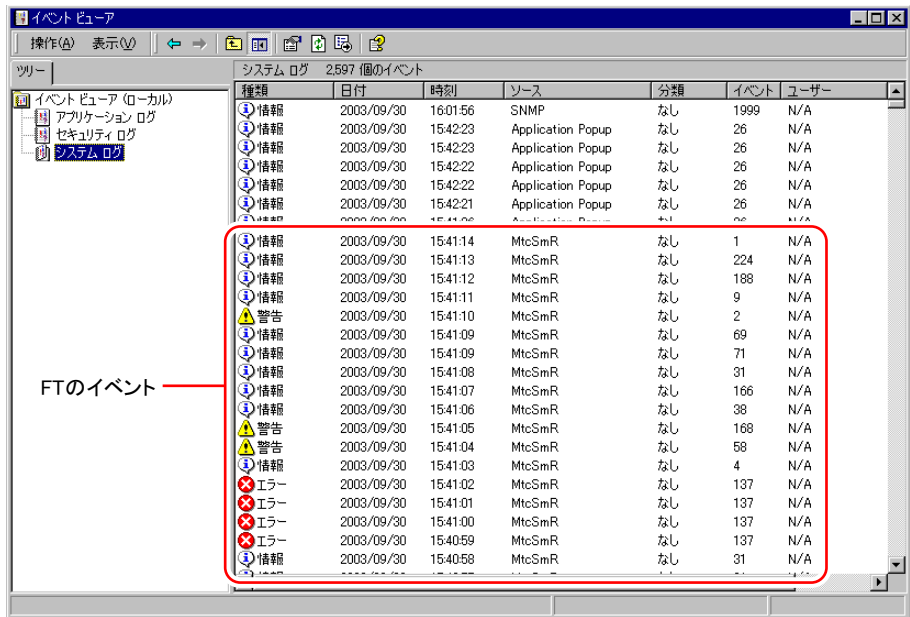 イベント ビューア
操作(A) 表示(V)
ツリー
システム ログ 2,597 個のイベント
イベント ビューア (ローカル)
アプリケーション ログ
セキュリティ ログ
システム ログ
種類 日付 時刻 ソース 分類 イベント ユーザー
情報 2003/09/30 16:01:56 SNMP なし 1999 N/A
情報 2003/09/30 15:42:23 Application Popup なし 26 N/A
情報 2003/09/30 15:42:23 Application Popup なし 26 N/A
情報 2003/09/30 15:42:22 Application Popup なし 26 N/A
情報 2003/09/30 15:42:22 Application Popup なし 26 N/A
情報 2003/09/30 15:42:21 Application Popup なし 26 N/A
情報 2003/09/30 15:41:14 MtcSmR なし 1 N/A
情報 2003/09/30 15:41:13 MtcSmR なし 224 N/A
情報 2003/09/30 15:41:12 MtcSmR なし 188 N/A
情報 2003/09/30 15:41:11 MtcSmR なし 9 N/A
警告 2003/09/30 15:41:10 MtcSmR なし 2 N/A
情報 2003/09/30 15:41:09 MtcSmR なし 69 N/A
情報 2003/09/30 15:41:09 MtcSmR なし 71 N/A
情報 2003/09/30 15:41:08 MtcSmR なし 31 N/A
情報 2003/09/30 15:41:07 MtcSmR なし 166 N/A
情報 2003/09/30 15:41:06 MtcSmR なし 38 N/A
警告 2003/09/30 15:41:05 MtcSmR なし 168 N/A
警告 2003/09/30 15:41:04 MtcSmR なし 58 N/A
情報 2003/09/30 15:41:03 MtcSmR なし 4 N/A
エラー 2003/09/30 15:41:02 MtcSmR なし 137 N/A
エラー 2003/09/30 15:41:01 MtcSmR なし 137 N/A
エラー 2003/09/30 15:41:00 MtcSmR なし 137 N/A
エラー 2003/09/30 15:40:59 MtcSmR なし 137 N/A
情報 2003/09/30 15:40:58 MtcSmR なし 31 N/A
FTのイベント